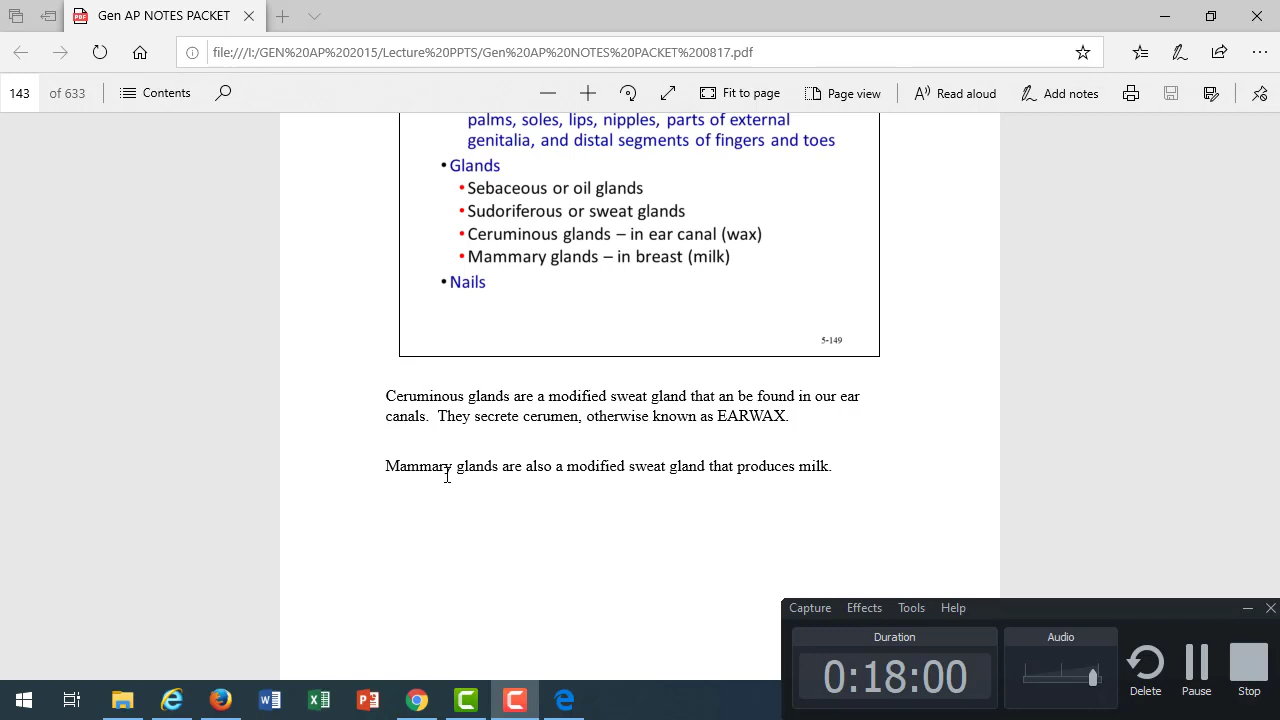 Gen AP NOTES PACKET
file:///I:/GEN%20AP%202015/Lecture%20PPTS/Gen%20AP%20NOTES%20PACKET%200817.pdf
143 of 633 Contents Fit to page Page view Read aloud Add notes
palms, soles, lips, nipples, parts of external
genitalia, and distal segments of fingers and toes
• Glands
• Sebaceous or oil glands
• Sudoriferous or sweat glands
• Ceruminous glands – in ear canal (wax)
• Mammary glands – in breast (milk)
• Nails
5-149
Ceruminous glands are a modified sweat gland that an be found in our ear
canals.  They secrete cerumen, otherwise known as EARWAX.
Mammary glands are also a modified sweat gland that produces milk.
Capture Effects Tools Help
Duration Audio
0:18:00
Delete Pause Stop